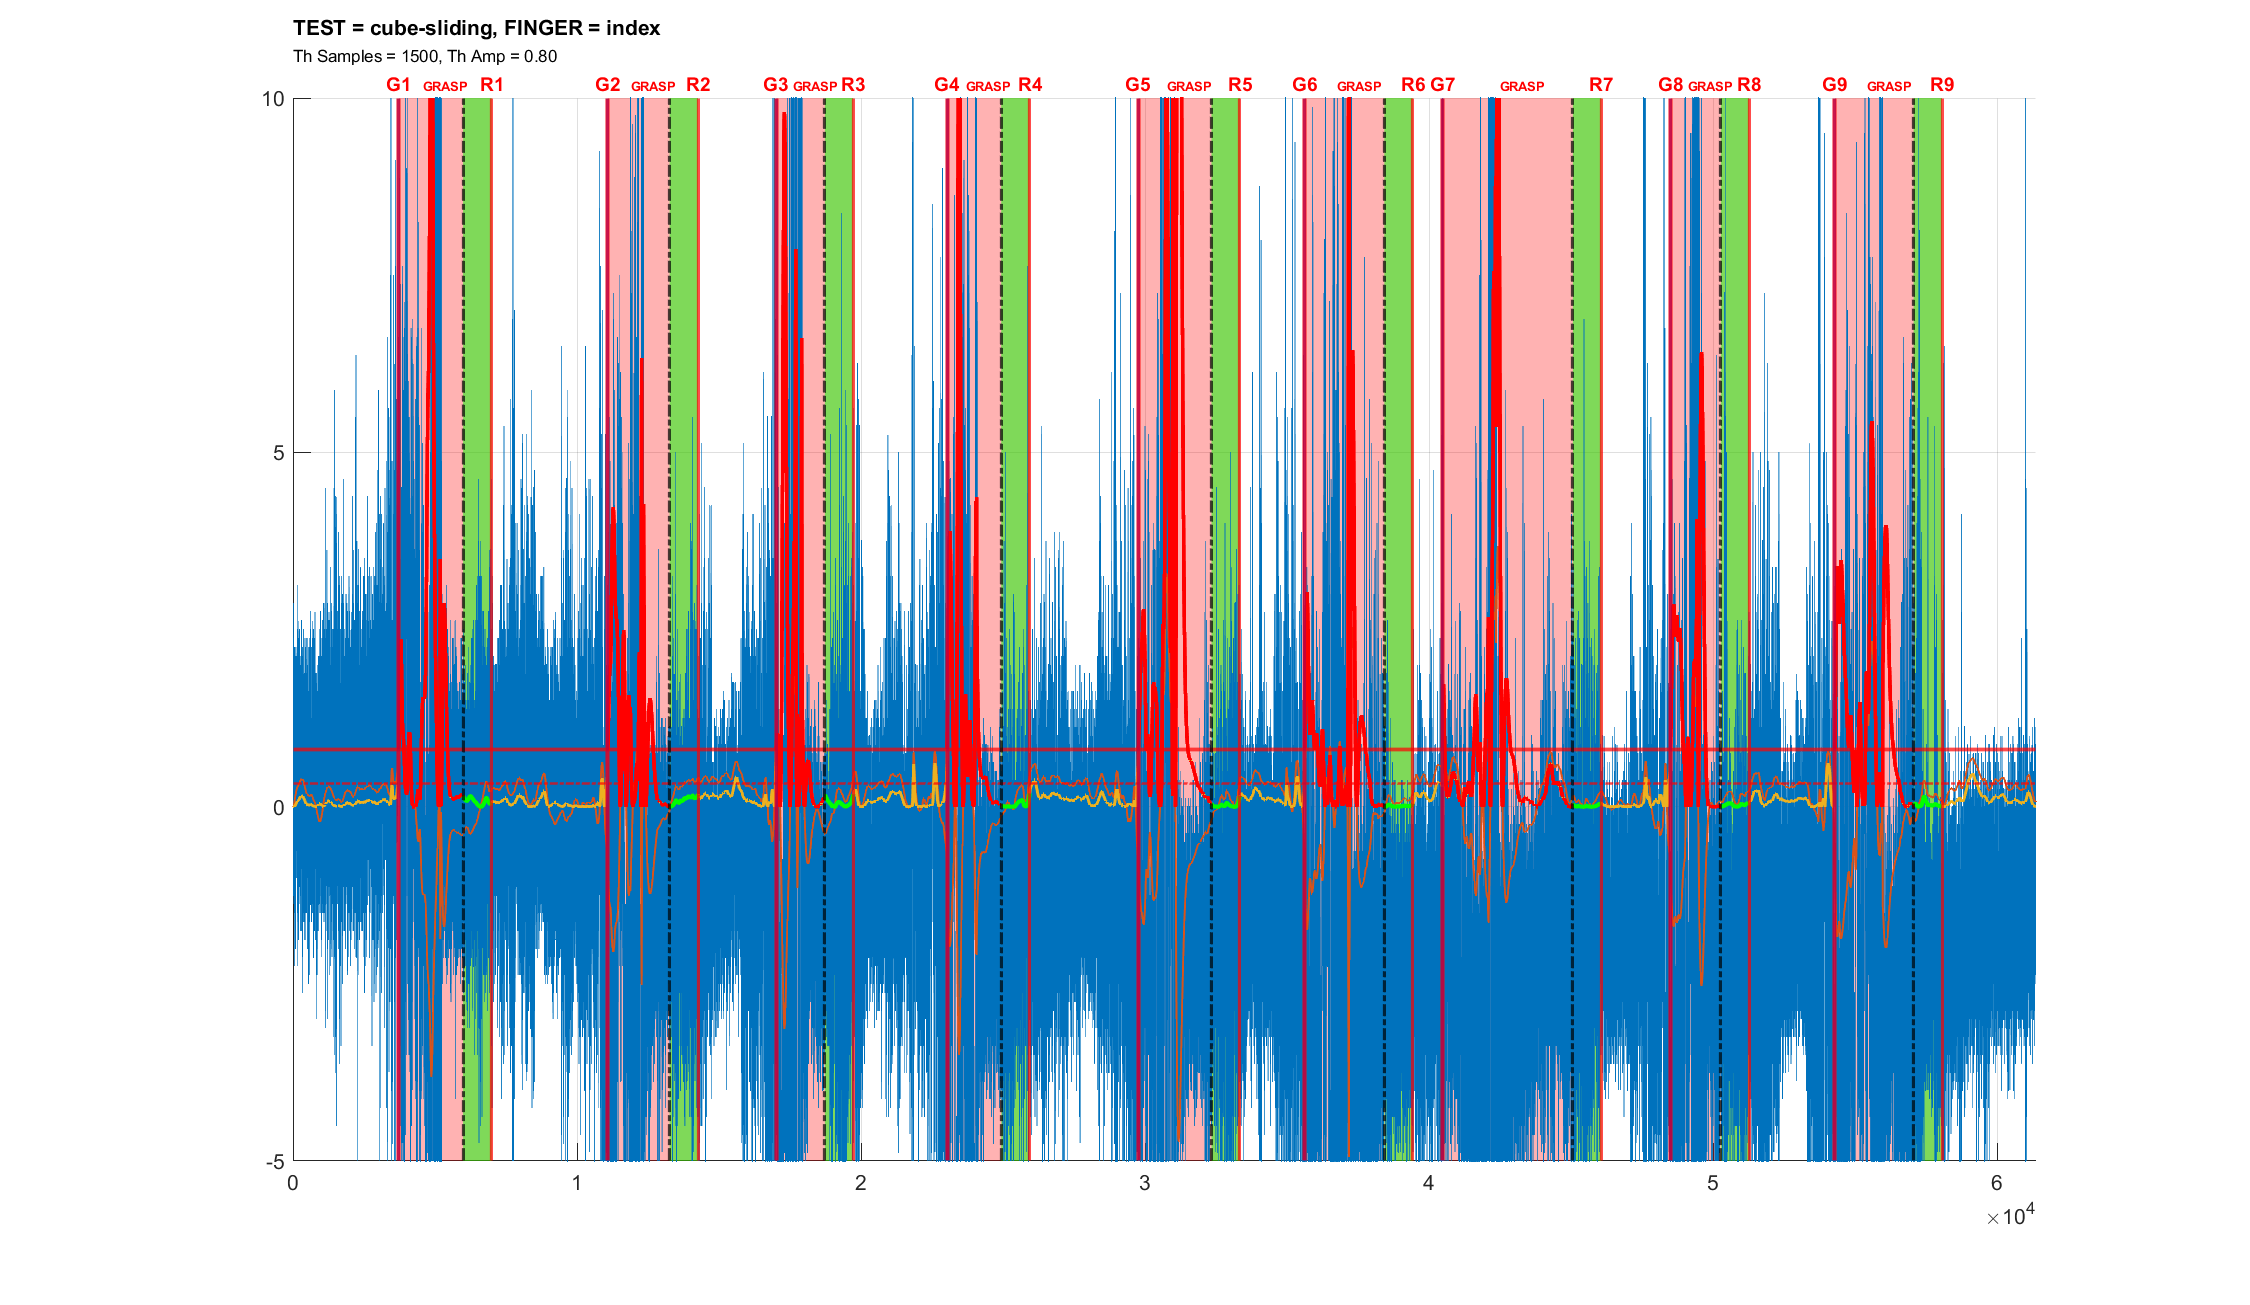 TEST = cube-sliding, FINGER = index
Th Samples = 1500, Th Amp = 0.80
G1 GRASP R1 G2 GRASP R2 G3 GRASP R3 G4 GRASP R4 G5 GRASP R5 G6 GRASP R6 G7 GRASP R7 G8 GRASP R8 G9 GRASP R9
10
5
0
-5
0 1 2 3 4 5 6
×10⁴